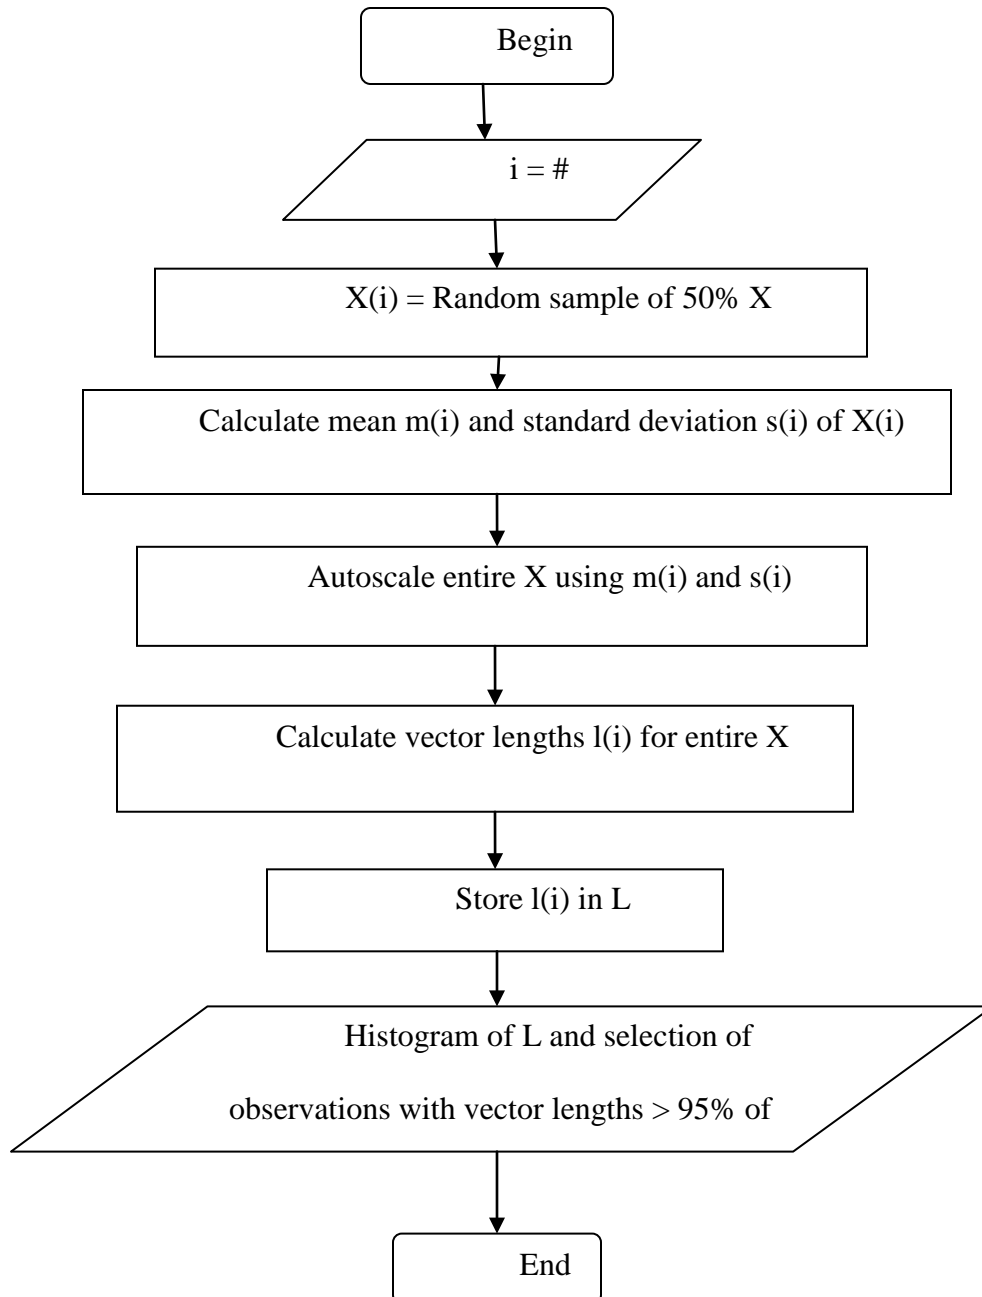 Begin
i = #
X(i) = Random sample of 50% X
Calculate mean m(i) and standard deviation s(i) of X(i)
Autoscale entire X using m(i) and s(i)
Calculate vector lengths l(i) for entire X
Store l(i) in L
Histogram of L and selection of
observations with vector lengths > 95% of
End